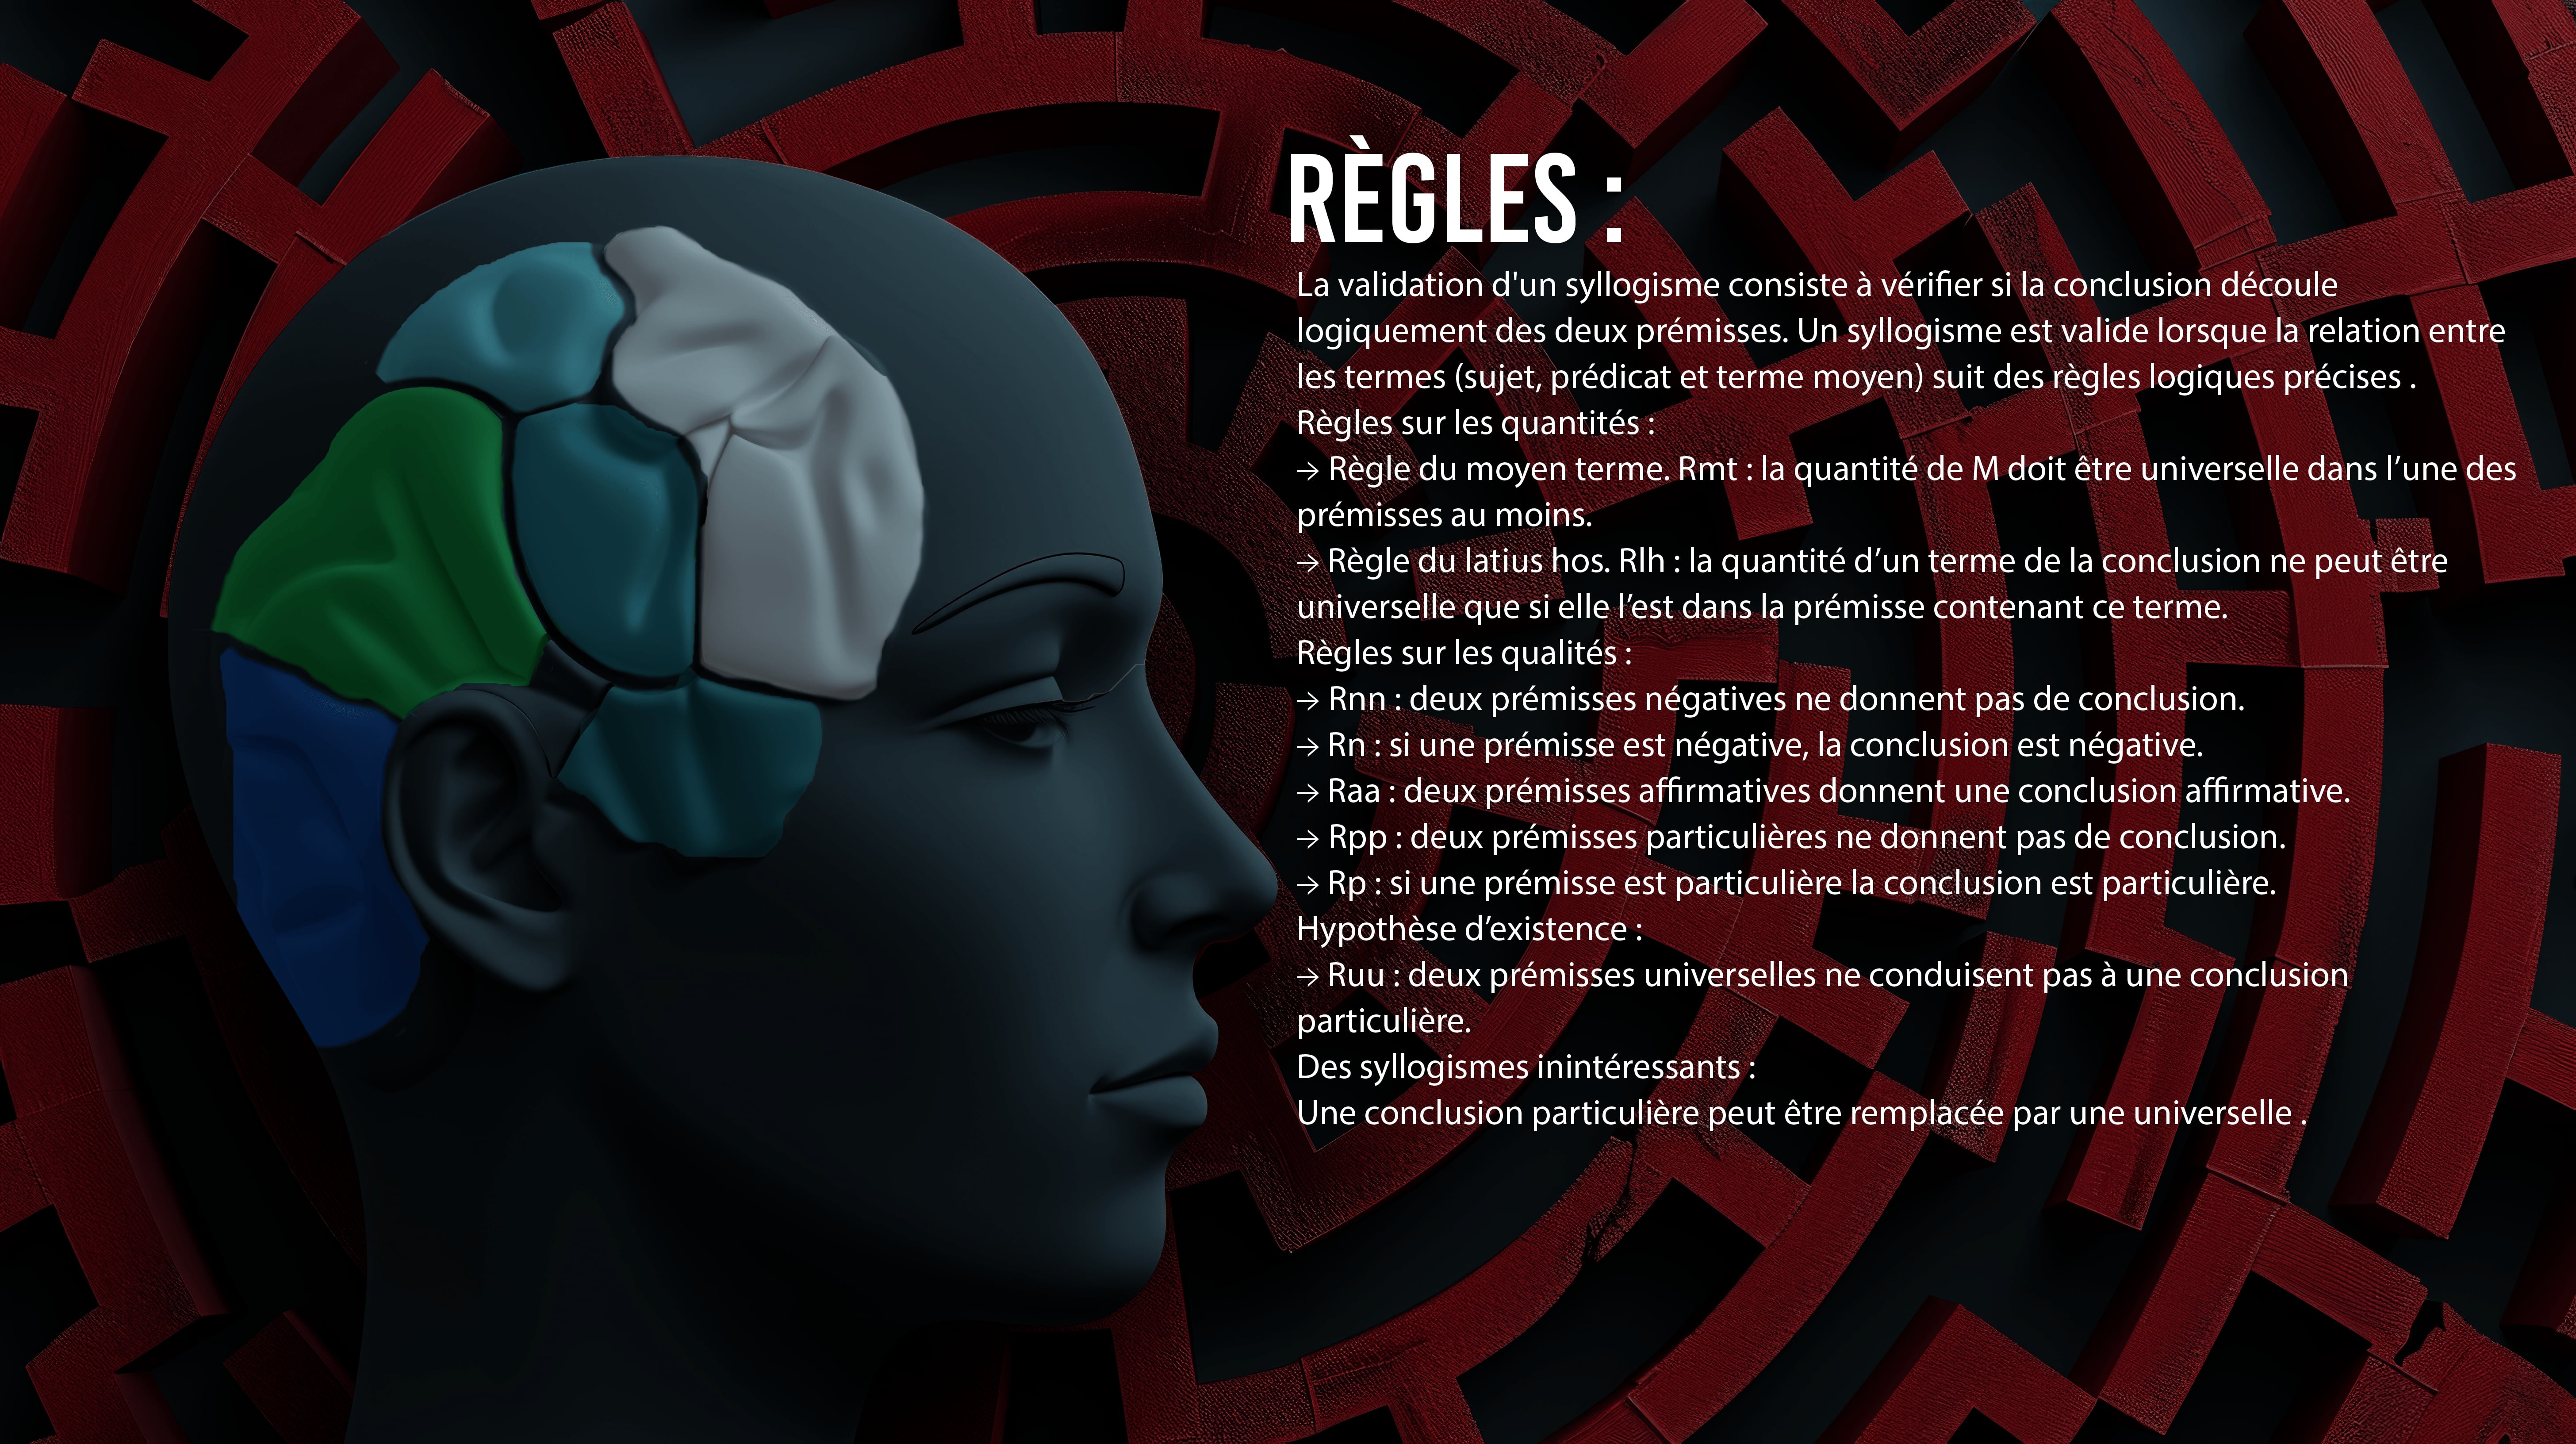 RÈGLES :
La validation d'un syllogisme consiste à vérifier si la conclusion découle
logiquement des deux prémisses. Un syllogisme est valide lorsque la relation entre
les termes (sujet, prédicat et terme moyen) suit des règles logiques précises .
Règles sur les quantités :
→ Règle du moyen terme. Rmt : la quantité de M doit être universelle dans l’une des
prémisses au moins.
→ Règle du latius hos. Rlh : la quantité d’un terme de la conclusion ne peut être
universelle que si elle l’est dans la prémisse contenant ce terme.
Règles sur les qualités :
→ Rnn : deux prémisses négatives ne donnent pas de conclusion.
→ Rn : si une prémisse est négative, la conclusion est négative.
→ Raa : deux prémisses affirmatives donnent une conclusion affirmative.
→ Rpp : deux prémisses particulières ne donnent pas de conclusion.
→ Rp : si une prémisse est particulière la conclusion est particulière.
Hypothèse d’existence :
→ Ruu : deux prémisses universelles ne conduisent pas à une conclusion
particulière.
Des syllogismes inintéressants :
Une conclusion particulière peut être remplacée par une universelle .